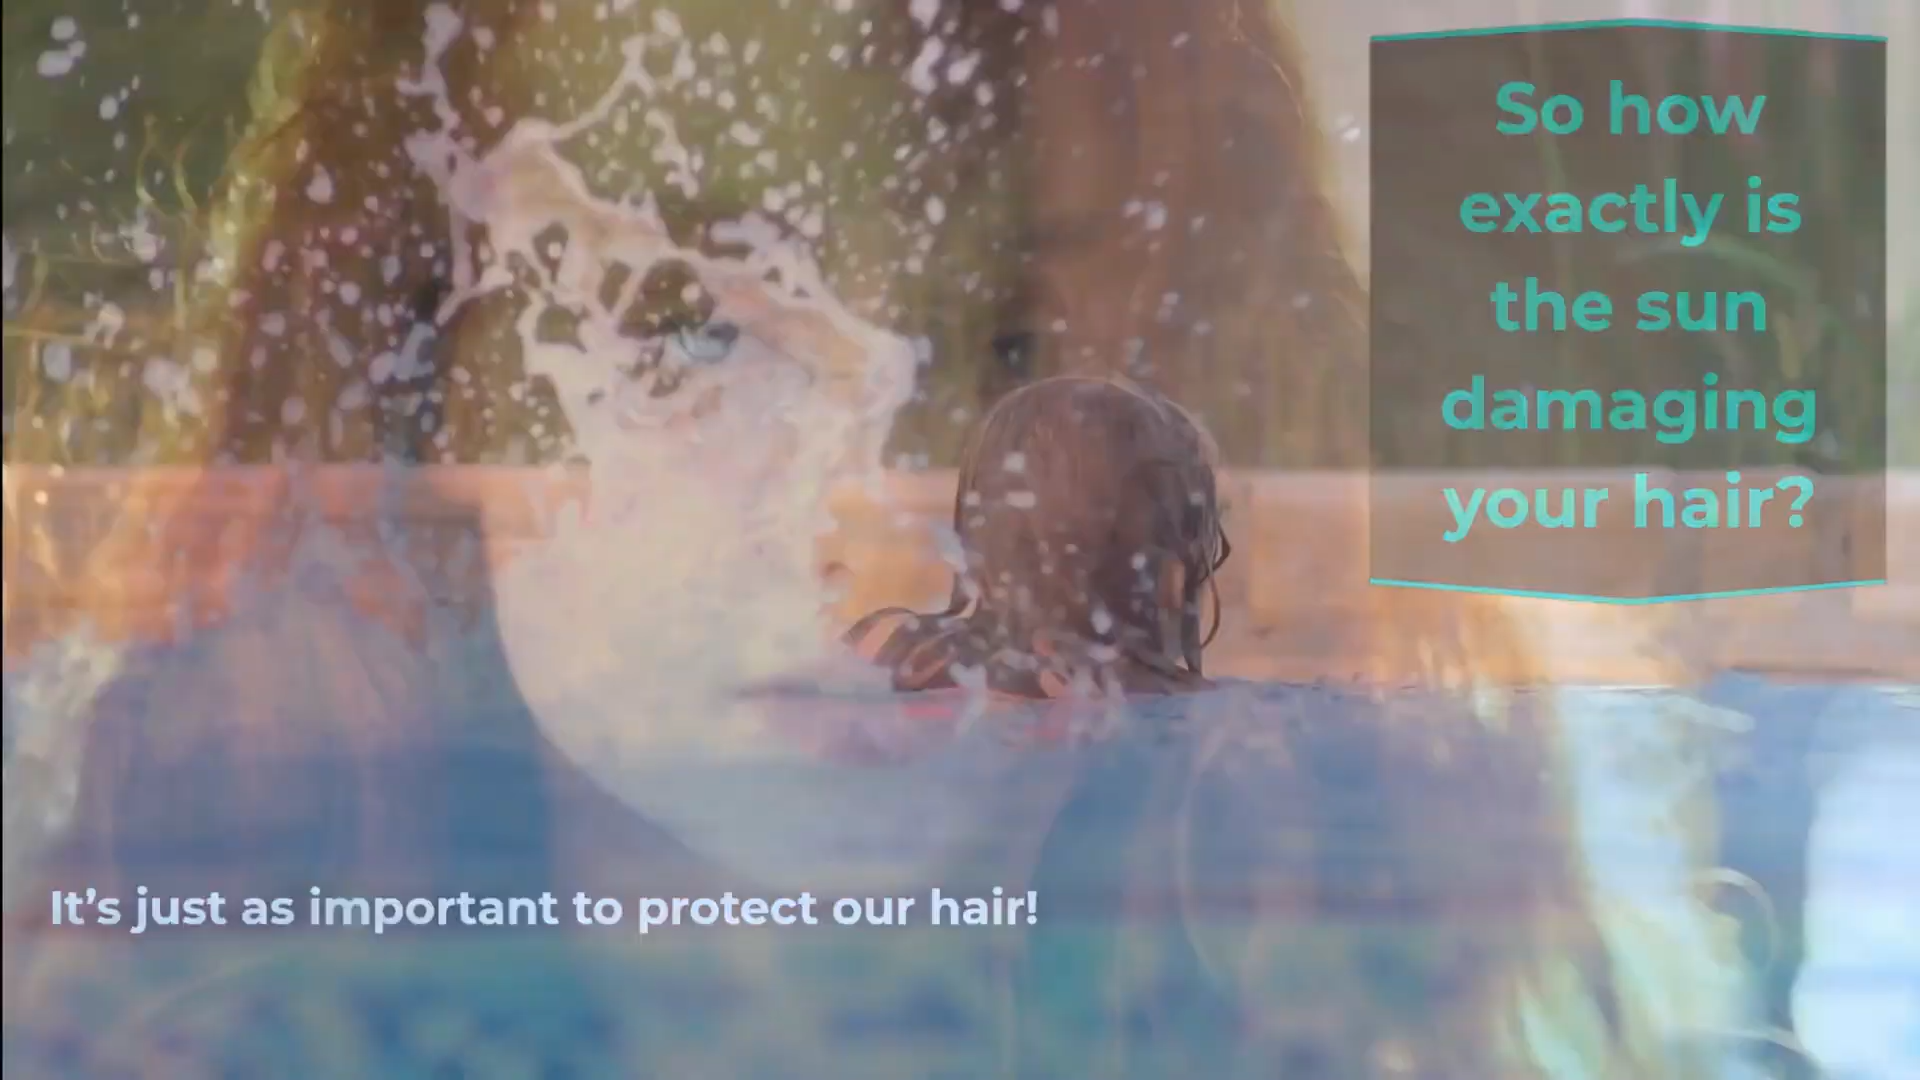 So how
exactly is
the sun
damaging
your hair?
It's just as important to protect our hair!